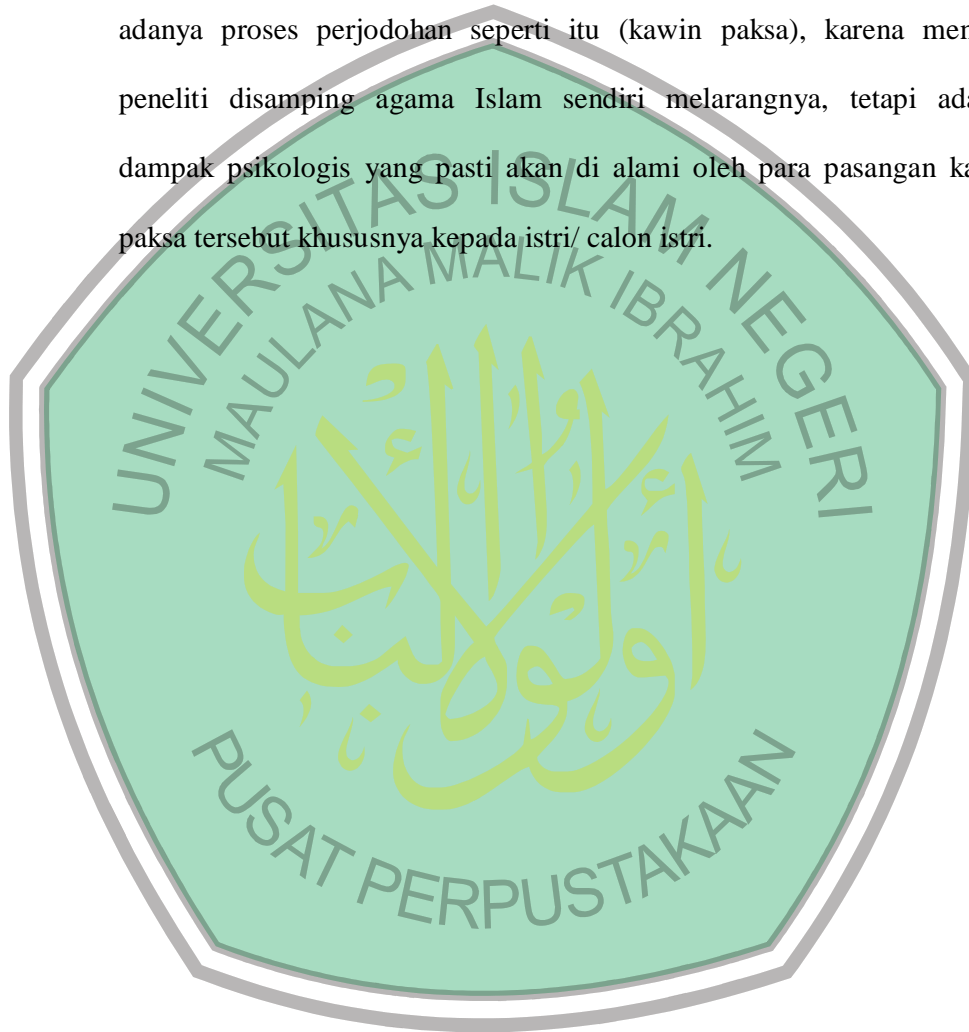 adanya proses perjodohan seperti itu (kawin paksa), karena men
peneliti disamping agama Islam sendiri melarangnya, tetapi ada
dampak psikologis yang pasti akan di alami oleh para pasangan ka
paksa tersebut khususnya kepada istri/ calon istri.
UNIVERSITAS ISLAM NEGERI
MAULANA MALIK IBRAHIM
أولوا الألباب
PUSAT PERPUSTAKAAN